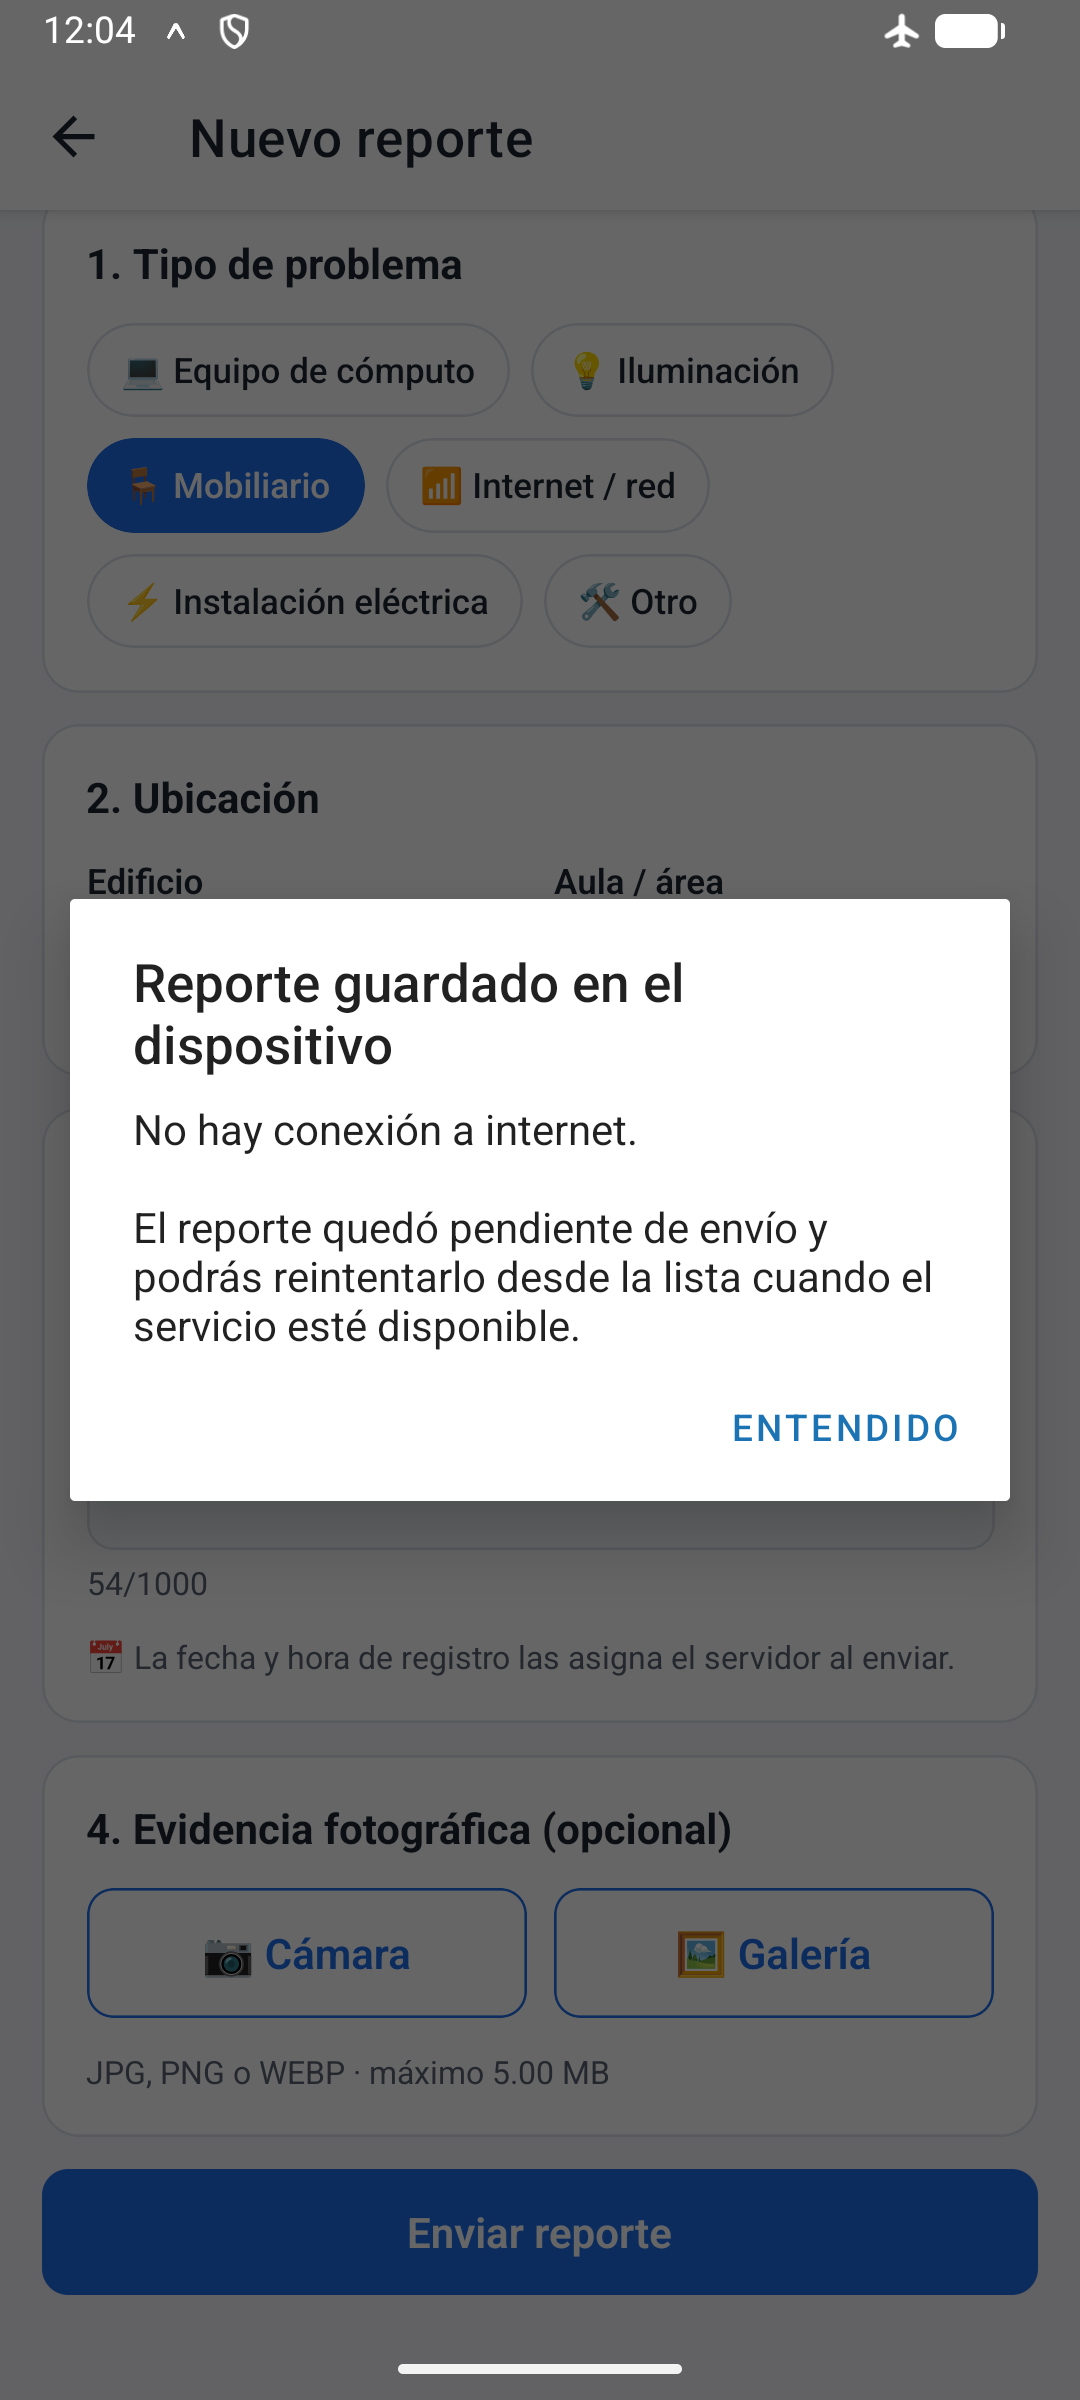 12:04
Nuevo reporte
1. Tipo de problema
💻 Equipo de cómputo
💡 Iluminación
🪑 Mobiliario
📶 Internet / red
⚡ Instalación eléctrica
🛠️ Otro
2. Ubicación
Edificio
Aula / área
Reporte guardado en el
dispositivo
No hay conexión a internet.
El reporte quedó pendiente de envío y
podrás reintentarlo desde la lista cuando el
servicio esté disponible.
ENTENDIDO
54/1000
📅 La fecha y hora de registro las asigna el servidor al enviar.
4. Evidencia fotográfica (opcional)
📷 Cámara
🖼️ Galería
JPG, PNG o WEBP · máximo 5.00 MB
Enviar reporte